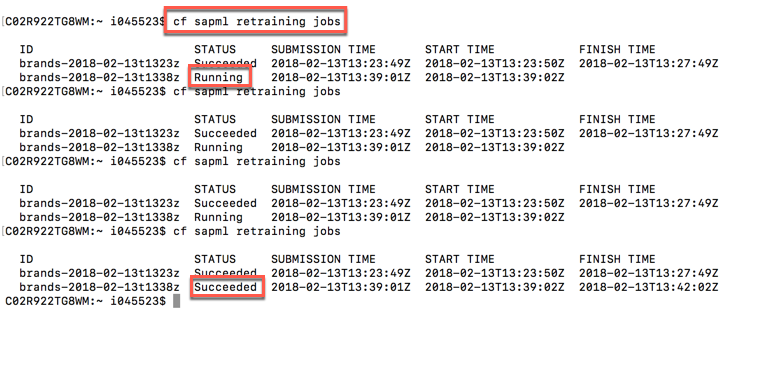 [C02R922TG8WM:~ i045523$ cf sapml retraining jobs
ID STATUS SUBMISSION TIME START TIME FINISH TIME
brands-2018-02-13t1323z Succeeded 2018-02-13T13:23:49Z 2018-02-13T13:23:50Z 2018-02-13T13:27:49Z
brands-2018-02-13t1338z Running 2018-02-13T13:39:01Z 2018-02-13T13:39:02Z
[C02R922TG8WM:~ i045523$ cf sapml retraining jobs
ID STATUS SUBMISSION TIME START TIME FINISH TIME
brands-2018-02-13t1323z Succeeded 2018-02-13T13:23:49Z 2018-02-13T13:23:50Z 2018-02-13T13:27:49Z
brands-2018-02-13t1338z Running 2018-02-13T13:39:01Z 2018-02-13T13:39:02Z
[C02R922TG8WM:~ i045523$ cf sapml retraining jobs
ID STATUS SUBMISSION TIME START TIME FINISH TIME
brands-2018-02-13t1323z Succeeded 2018-02-13T13:23:49Z 2018-02-13T13:23:50Z 2018-02-13T13:27:49Z
brands-2018-02-13t1338z Running 2018-02-13T13:39:01Z 2018-02-13T13:39:02Z
[C02R922TG8WM:~ i045523$ cf sapml retraining jobs
ID STATUS SUBMISSION TIME START TIME FINISH TIME
brands-2018-02-13t1323z Succeeded 2018-02-13T13:23:49Z 2018-02-13T13:23:50Z 2018-02-13T13:27:49Z
brands-2018-02-13t1338z Succeeded 2018-02-13T13:39:01Z 2018-02-13T13:39:02Z 2018-02-13T13:42:02Z
C02R922TG8WM:~ i045523$